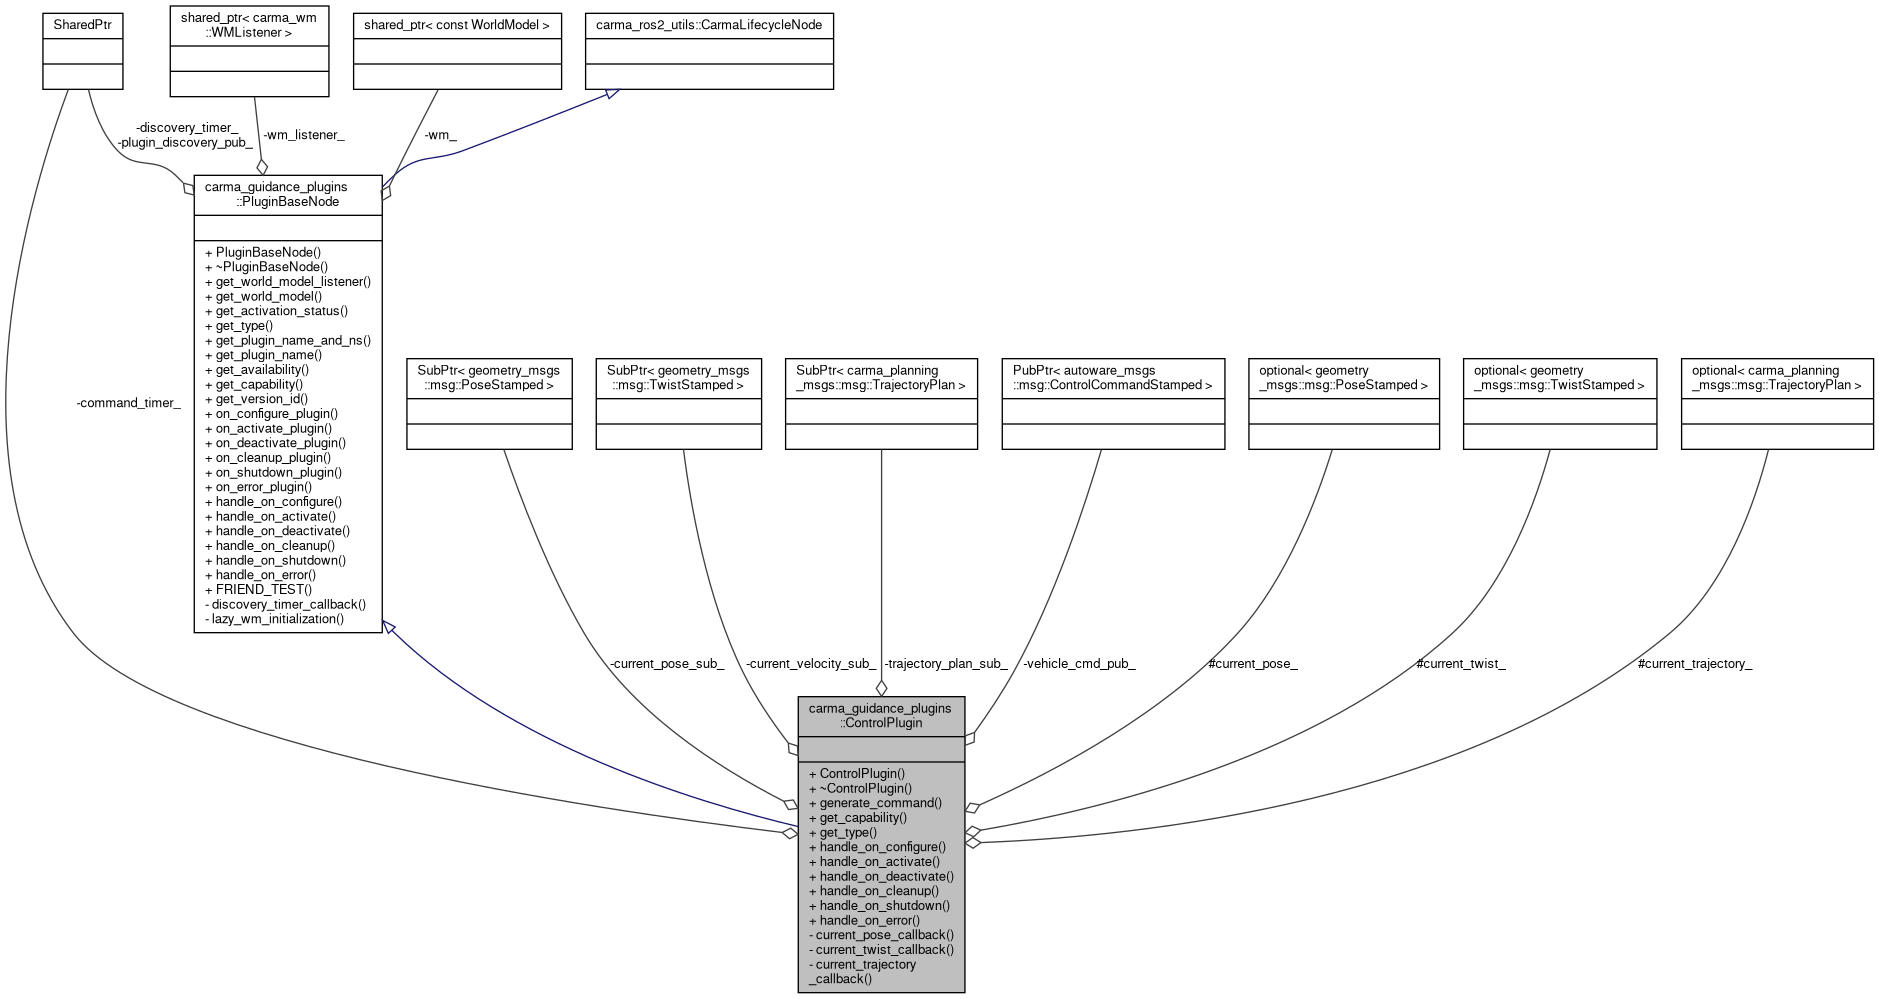 SharedPtr
shared_ptr< carma_wm
::WMListener >
shared_ptr< const WorldModel >
carma_ros2_utils::CarmaLifecycleNode
-discovery_timer_
-plugin_discovery_pub_
-wm_listener_
-wm_
carma_guidance_plugins
::PluginBaseNode
+ PluginBaseNode()
+ ~PluginBaseNode()
+ get_world_model_listener()
+ get_world_model()
+ get_activation_status()
+ get_type()
+ get_plugin_name_and_ns()
+ get_plugin_name()
+ get_availability()
+ get_capability()
+ get_version_id()
+ on_configure_plugin()
+ on_activate_plugin()
+ on_deactivate_plugin()
+ on_cleanup_plugin()
+ on_shutdown_plugin()
+ on_error_plugin()
+ handle_on_configure()
+ handle_on_activate()
+ handle_on_deactivate()
+ handle_on_cleanup()
+ handle_on_shutdown()
+ handle_on_error()
+ FRIEND_TEST()
- discovery_timer_callback()
- lazy_wm_initialization()
-command_timer_
SubPtr< geometry_msgs
::msg::PoseStamped >
SubPtr< geometry_msgs
::msg::TwistStamped >
SubPtr< carma_planning
_msgs::msg::TrajectoryPlan >
PubPtr< autoware_msgs
::msg::ControlCommandStamped >
optional< geometry
_msgs::msg::PoseStamped >
optional< geometry
_msgs::msg::TwistStamped >
optional< carma_planning
_msgs::msg::TrajectoryPlan >
-current_pose_sub_
-current_velocity_sub_
-trajectory_plan_sub_
-vehicle_cmd_pub_
#current_pose_
#current_twist_
#current_trajectory_
carma_guidance_plugins
::ControlPlugin
+ ControlPlugin()
+ ~ControlPlugin()
+ generate_command()
+ get_capability()
+ get_type()
+ handle_on_configure()
+ handle_on_activate()
+ handle_on_deactivate()
+ handle_on_cleanup()
+ handle_on_shutdown()
+ handle_on_error()
- current_pose_callback()
- current_twist_callback()
- current_trajectory
_callback()